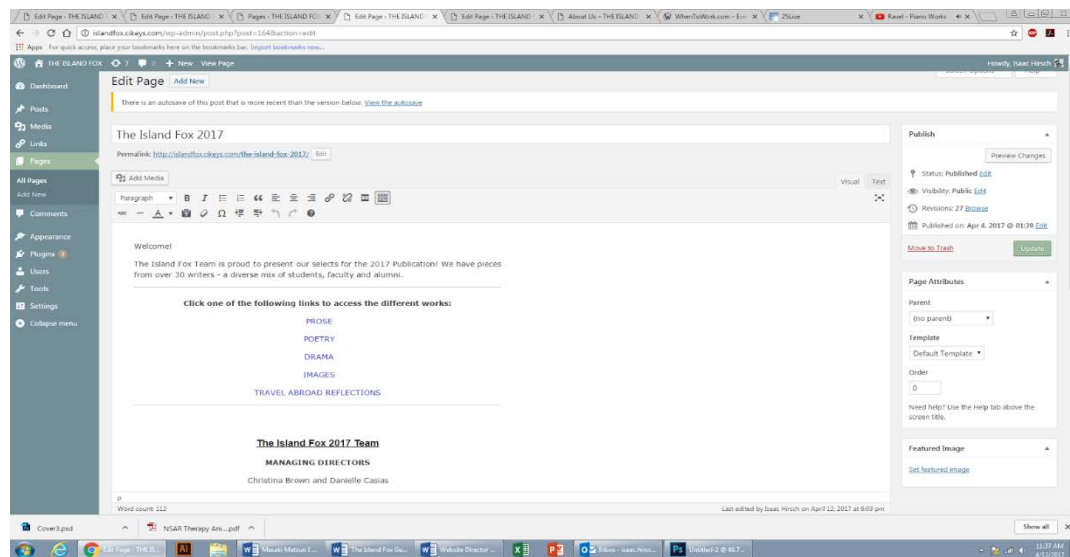 Edit Page - THE ISLAND
Edit Page - THE ISLAND
Pages - THE ISLAND FO
Edit Page - THE ISLAND
Edit Page - THE ISLAND
About Us - THE ISLAND
WhenToWork.com
25Live
Ravel - Piano Works
islandfox.cikeys.com/wp-admin/post.php?post=164&action=edit
Apps For quick access, place your bookmarks here on the bookmarks bar. Import bookmarks now...
THE ISLAND FOX 7 0 + New View Page Howdy, Isaac Hirsch
Dashboard
Posts
Media
Links
Pages
All Pages
Add New
Comments
Appearance
Plugins
Users
Tools
Settings
Collapse menu
Edit Page Add New
There is an autosave of this post that is more recent than the version below. View the autosave
The Island Fox 2017
Permalink: http://islandfox.cikeys.com/the-island-fox-2017/ Edit
Add Media Visual Text
Paragraph
Welcome!
The Island Fox Team is proud to present our selects for the 2017 Publication! We have pieces
from over 30 writers - a diverse mix of students, faculty and alumni.
Click one of the following links to access the different works:
PROSE
POETRY
DRAMA
IMAGES
TRAVEL ABROAD REFLECTIONS
The Island Fox 2017 Team
MANAGING DIRECTORS
Christina Brown and Danielle Casias
p
Word count: 112 Last edited by Isaac Hirsch on April 12, 2017 at 6:03 pm
Publish
Preview Changes
Status: Published Edit
Visibility: Public Edit
Revisions: 27 Browse
Published on: Apr 4, 2017 @ 01:39 Edit
Move to Trash Update
Page Attributes
Parent
(no parent)
Template
Default Template
Order
0
Need help? Use the Help tab above the
screen title.
Featured Image
Set featured image
Cover3.psd NSAR Therapy Ani....pdf Show all
Edit Page - THE IS... Masaki Matsuo I... The Island Fox Gu... Website Director ... Inbox - isaac.hirsc... Untitled-2 @ 66.7...
11:37 AM